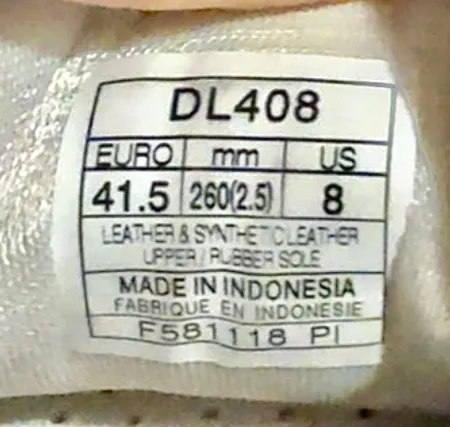 DL408
EURO mm US
41.5 260(2.5) 8
LEATHER & SYNTHETIC LEATHER
UPPER / RUBBER SOLE
MADE IN INDONESIA
FABRIQUE EN INDONESIE
F581118 PI